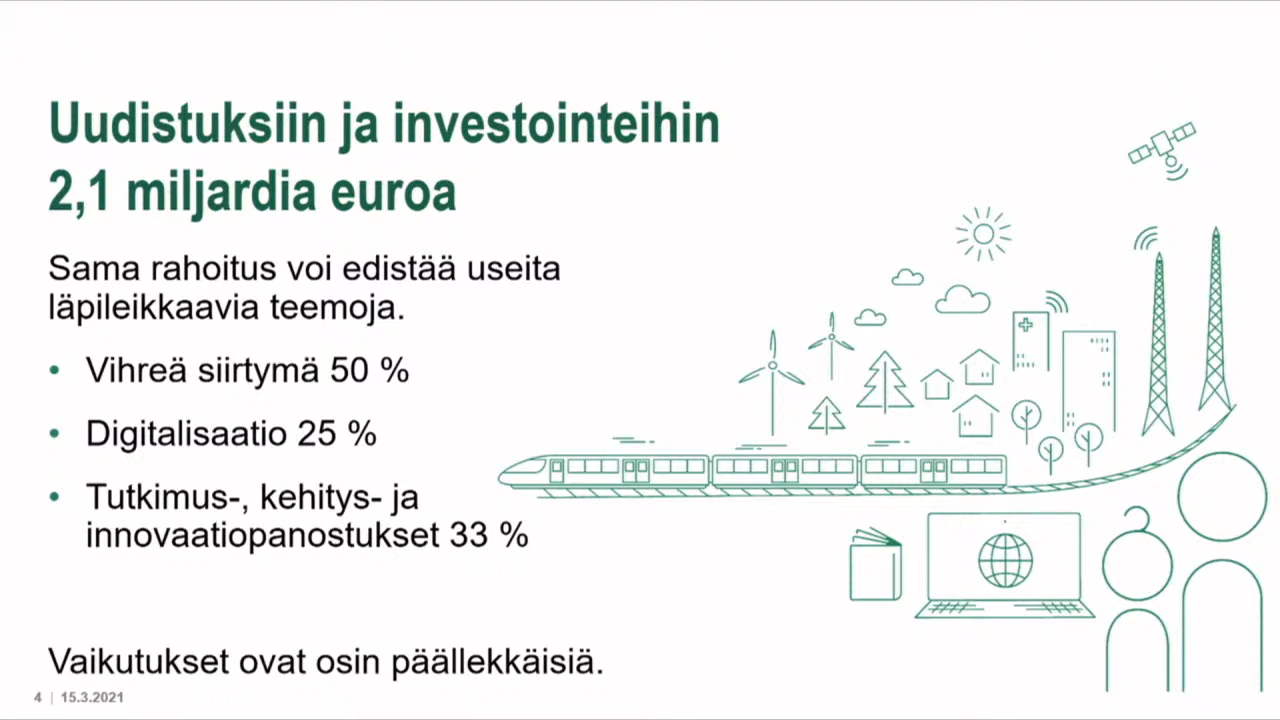 Uudistuksiin ja investointeihin
2,1 miljardia euroa
Sama rahoitus voi edistää useita
läpileikkaavia teemoja.
• Vihreä siirtymä 50 %
• Digitalisaatio 25 %
• Tutkimus-, kehitys- ja
innovaatiopanostukset 33 %
Vaikutukset ovat osin päällekkäisiä.
4 | 15.3.2021